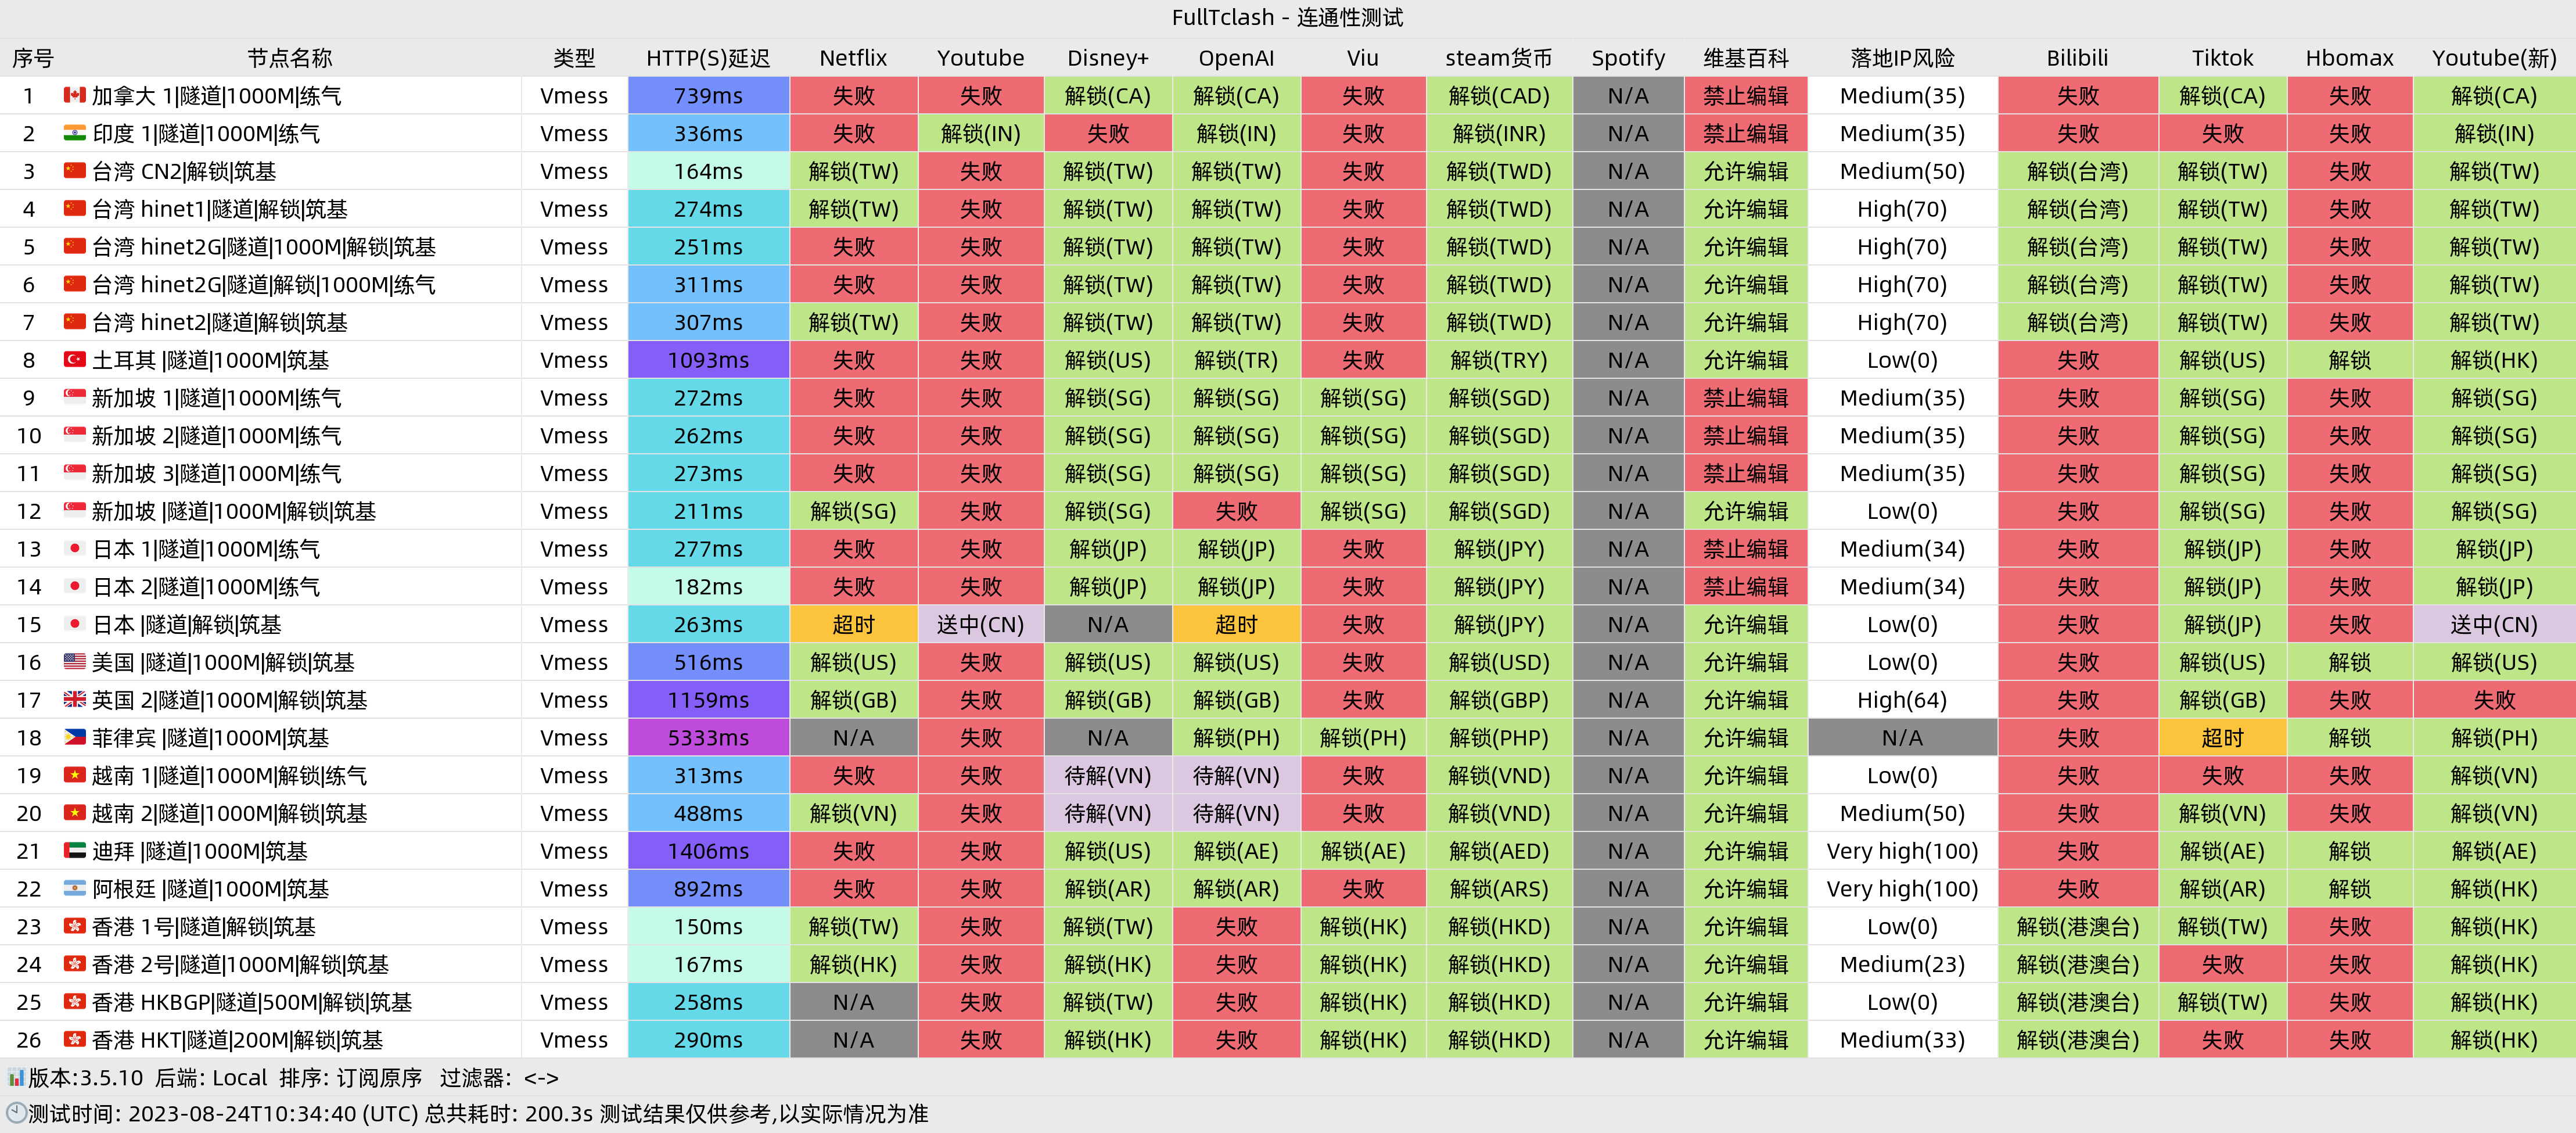 FullTclash - 连通性测试
序号 节点名称 类型 HTTP(S)延迟 Netflix Youtube Disney+ OpenAI Viu steam货币 Spotify 维基百科 落地IP风险 Bilibili Tiktok Hbomax Youtube(新)
1 加拿大 1|隧道|1000M|练气 Vmess 739ms 失败 失败 解锁(CA) 解锁(CA) 失败 解锁(CAD) N/A 禁止编辑 Medium(35) 失败 解锁(CA) 失败 解锁(CA)
2 印度 1|隧道|1000M|练气 Vmess 336ms 失败 解锁(IN) 失败 解锁(IN) 失败 解锁(INR) N/A 禁止编辑 Medium(35) 失败 失败 失败 解锁(IN)
3 台湾 CN2|解锁|筑基 Vmess 164ms 解锁(TW) 失败 解锁(TW) 解锁(TW) 失败 解锁(TWD) N/A 允许编辑 Medium(50) 解锁(台湾) 解锁(TW) 失败 解锁(TW)
4 台湾 hinet1|隧道|解锁|筑基 Vmess 274ms 解锁(TW) 失败 解锁(TW) 解锁(TW) 失败 解锁(TWD) N/A 允许编辑 High(70) 解锁(台湾) 解锁(TW) 失败 解锁(TW)
5 台湾 hinet2G|隧道|1000M|解锁|筑基 Vmess 251ms 失败 失败 解锁(TW) 解锁(TW) 失败 解锁(TWD) N/A 允许编辑 High(70) 解锁(台湾) 解锁(TW) 失败 解锁(TW)
6 台湾 hinet2G|隧道|解锁|1000M|练气 Vmess 311ms 失败 失败 解锁(TW) 解锁(TW) 失败 解锁(TWD) N/A 允许编辑 High(70) 解锁(台湾) 解锁(TW) 失败 解锁(TW)
7 台湾 hinet2|隧道|解锁|筑基 Vmess 307ms 解锁(TW) 失败 解锁(TW) 解锁(TW) 失败 解锁(TWD) N/A 允许编辑 High(70) 解锁(台湾) 解锁(TW) 失败 解锁(TW)
8 土耳其 |隧道|1000M|筑基 Vmess 1093ms 失败 失败 解锁(US) 解锁(TR) 失败 解锁(TRY) N/A 允许编辑 Low(0) 失败 解锁(US) 解锁 解锁(HK)
9 新加坡 1|隧道|1000M|练气 Vmess 272ms 失败 失败 解锁(SG) 解锁(SG) 解锁(SG) 解锁(SGD) N/A 禁止编辑 Medium(35) 失败 解锁(SG) 失败 解锁(SG)
10 新加坡 2|隧道|1000M|练气 Vmess 262ms 失败 失败 解锁(SG) 解锁(SG) 解锁(SG) 解锁(SGD) N/A 禁止编辑 Medium(35) 失败 解锁(SG) 失败 解锁(SG)
11 新加坡 3|隧道|1000M|练气 Vmess 273ms 失败 失败 解锁(SG) 解锁(SG) 解锁(SG) 解锁(SGD) N/A 禁止编辑 Medium(35) 失败 解锁(SG) 失败 解锁(SG)
12 新加坡 |隧道|1000M|解锁|筑基 Vmess 211ms 解锁(SG) 失败 解锁(SG) 失败 解锁(SG) 解锁(SGD) N/A 允许编辑 Low(0) 失败 解锁(SG) 失败 解锁(SG)
13 日本 1|隧道|1000M|练气 Vmess 277ms 失败 失败 解锁(JP) 解锁(JP) 失败 解锁(JPY) N/A 禁止编辑 Medium(34) 失败 解锁(JP) 失败 解锁(JP)
14 日本 2|隧道|1000M|练气 Vmess 182ms 失败 失败 解锁(JP) 解锁(JP) 失败 解锁(JPY) N/A 禁止编辑 Medium(34) 失败 解锁(JP) 失败 解锁(JP)
15 日本 |隧道|解锁|筑基 Vmess 263ms 超时 送中(CN) N/A 超时 失败 解锁(JPY) N/A 允许编辑 Low(0) 失败 解锁(JP) 失败 送中(CN)
16 美国 |隧道|1000M|解锁|筑基 Vmess 516ms 解锁(US) 失败 解锁(US) 解锁(US) 失败 解锁(USD) N/A 允许编辑 Low(0) 失败 解锁(US) 解锁 解锁(US)
17 英国 2|隧道|1000M|解锁|筑基 Vmess 1159ms 解锁(GB) 失败 解锁(GB) 解锁(GB) 失败 解锁(GBP) N/A 允许编辑 High(64) 失败 解锁(GB) 失败 失败
18 菲律宾 |隧道|1000M|筑基 Vmess 5333ms N/A 失败 N/A 解锁(PH) 解锁(PH) 解锁(PHP) N/A 允许编辑 N/A 失败 超时 解锁 解锁(PH)
19 越南 1|隧道|1000M|解锁|练气 Vmess 313ms 失败 失败 待解(VN) 待解(VN) 失败 解锁(VND) N/A 允许编辑 Low(0) 失败 失败 失败 解锁(VN)
20 越南 2|隧道|1000M|解锁|筑基 Vmess 488ms 解锁(VN) 失败 待解(VN) 待解(VN) 失败 解锁(VND) N/A 允许编辑 Medium(50) 失败 解锁(VN) 失败 解锁(VN)
21 迪拜 |隧道|1000M|筑基 Vmess 1406ms 失败 失败 解锁(US) 解锁(AE) 解锁(AE) 解锁(AED) N/A 允许编辑 Very high(100) 失败 解锁(AE) 解锁 解锁(AE)
22 阿根廷 |隧道|1000M|筑基 Vmess 892ms 失败 失败 解锁(AR) 解锁(AR) 失败 解锁(ARS) N/A 允许编辑 Very high(100) 失败 解锁(AR) 解锁 解锁(HK)
23 香港 1号|隧道|解锁|筑基 Vmess 150ms 解锁(TW) 失败 解锁(TW) 失败 解锁(HK) 解锁(HKD) N/A 允许编辑 Low(0) 解锁(港澳台) 解锁(TW) 失败 解锁(HK)
24 香港 2号|隧道|1000M|解锁|筑基 Vmess 167ms 解锁(HK) 失败 解锁(HK) 失败 解锁(HK) 解锁(HKD) N/A 允许编辑 Medium(23) 解锁(港澳台) 失败 失败 解锁(HK)
25 香港 HKBGP|隧道|500M|解锁|筑基 Vmess 258ms N/A 失败 解锁(TW) 失败 解锁(HK) 解锁(HKD) N/A 允许编辑 Low(0) 解锁(港澳台) 解锁(TW) 失败 解锁(HK)
26 香港 HKT|隧道|200M|解锁|筑基 Vmess 290ms N/A 失败 解锁(HK) 失败 解锁(HK) 解锁(HKD) N/A 允许编辑 Medium(33) 解锁(港澳台) 失败 失败 解锁(HK)
版本:3.5.10 后端: Local 排序: 订阅原序 过滤器: <->
测试时间: 2023-08-24T10:34:40 (UTC) 总共耗时: 200.3s 测试结果仅供参考,以实际情况为准